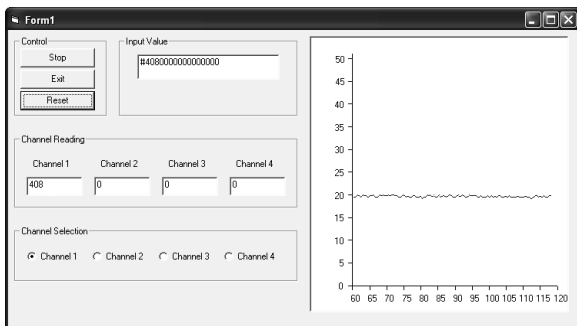 Form1
Control
Stop
Exit
Reset
Input Value
#4080000000000000
Channel Reading
Channel 1 Channel 2 Channel 3 Channel 4
408 0 0 0
Channel Selection
Channel 1 Channel 2 Channel 3 Channel 4
50
45
40
35
30
25
20
15
10
5
0
60 65 70 75 80 85 90 95 100 105 110 115 120